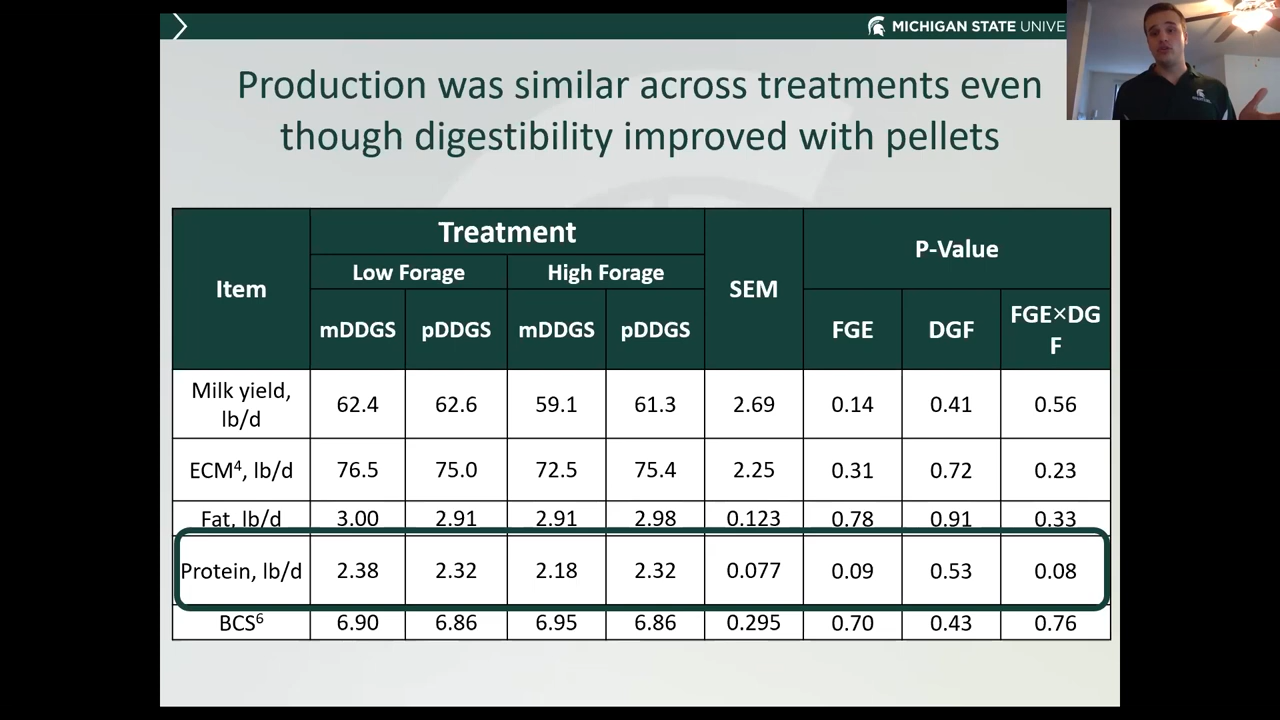 MICHIGAN STATE UNIVE
Production was similar across treatments even
though digestibility improved with pellets
Item Treatment SEM P-Value
Low Forage High Forage
mDDGS pDDGS mDDGS pDDGS FGE DGF FGE×DG
F
Milk yield,
lb/d 62.4 62.6 59.1 61.3 2.69 0.14 0.41 0.56
ECM⁴, lb/d 76.5 75.0 72.5 75.4 2.25 0.31 0.72 0.23
Fat, lb/d 3.00 2.91 2.91 2.98 0.123 0.78 0.91 0.33
Protein, lb/d 2.38 2.32 2.18 2.32 0.077 0.09 0.53 0.08
BCS⁶ 6.90 6.86 6.95 6.86 0.295 0.70 0.43 0.76